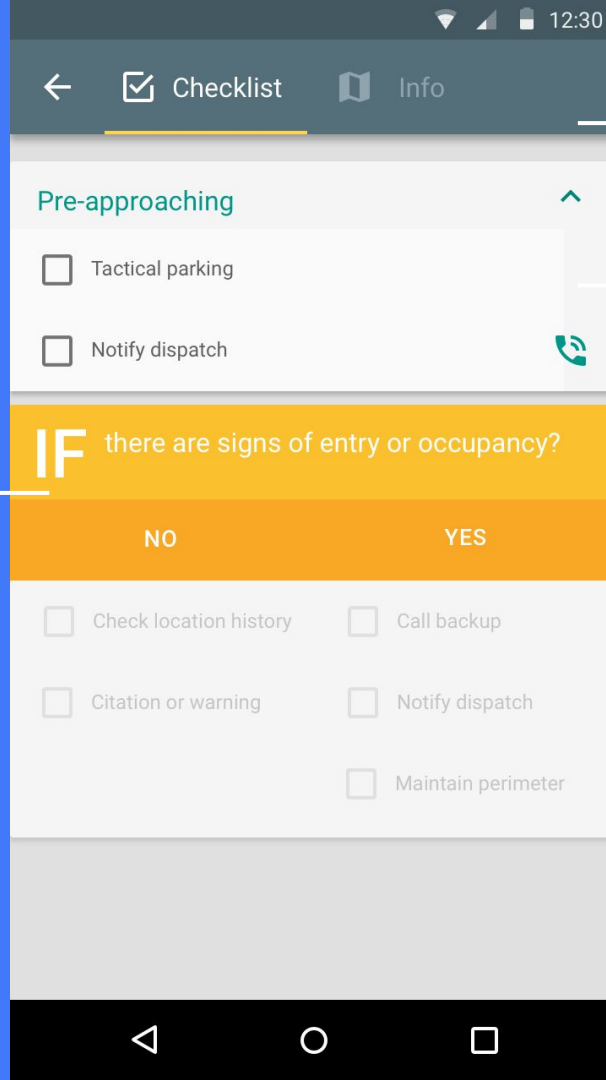 12:30
Checklist Info
Pre-approaching
Tactical parking
Notify dispatch
IF there are signs of entry or occupancy?
NO YES
Check location history Call backup
Citation or warning Notify dispatch
Maintain perimeter